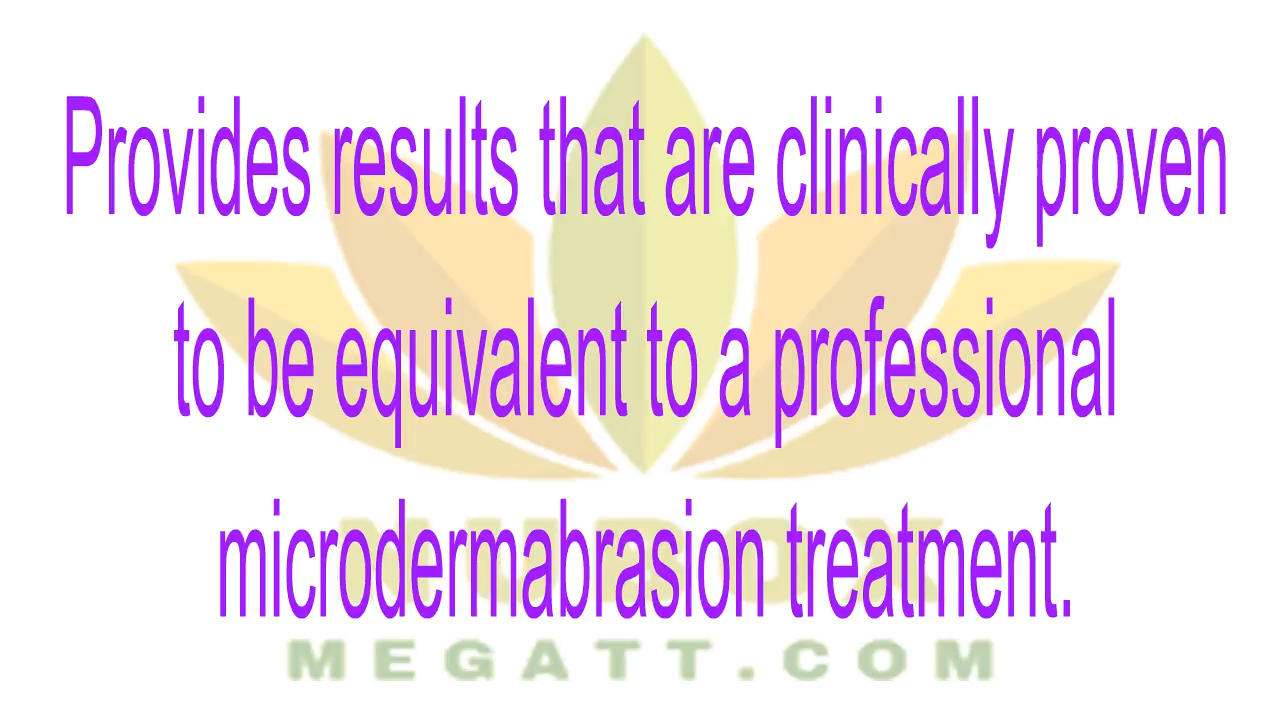 Provides results that are clinically proven
to be equivalent to a professional
microdermabrasion treatment.
MEGATT.COM